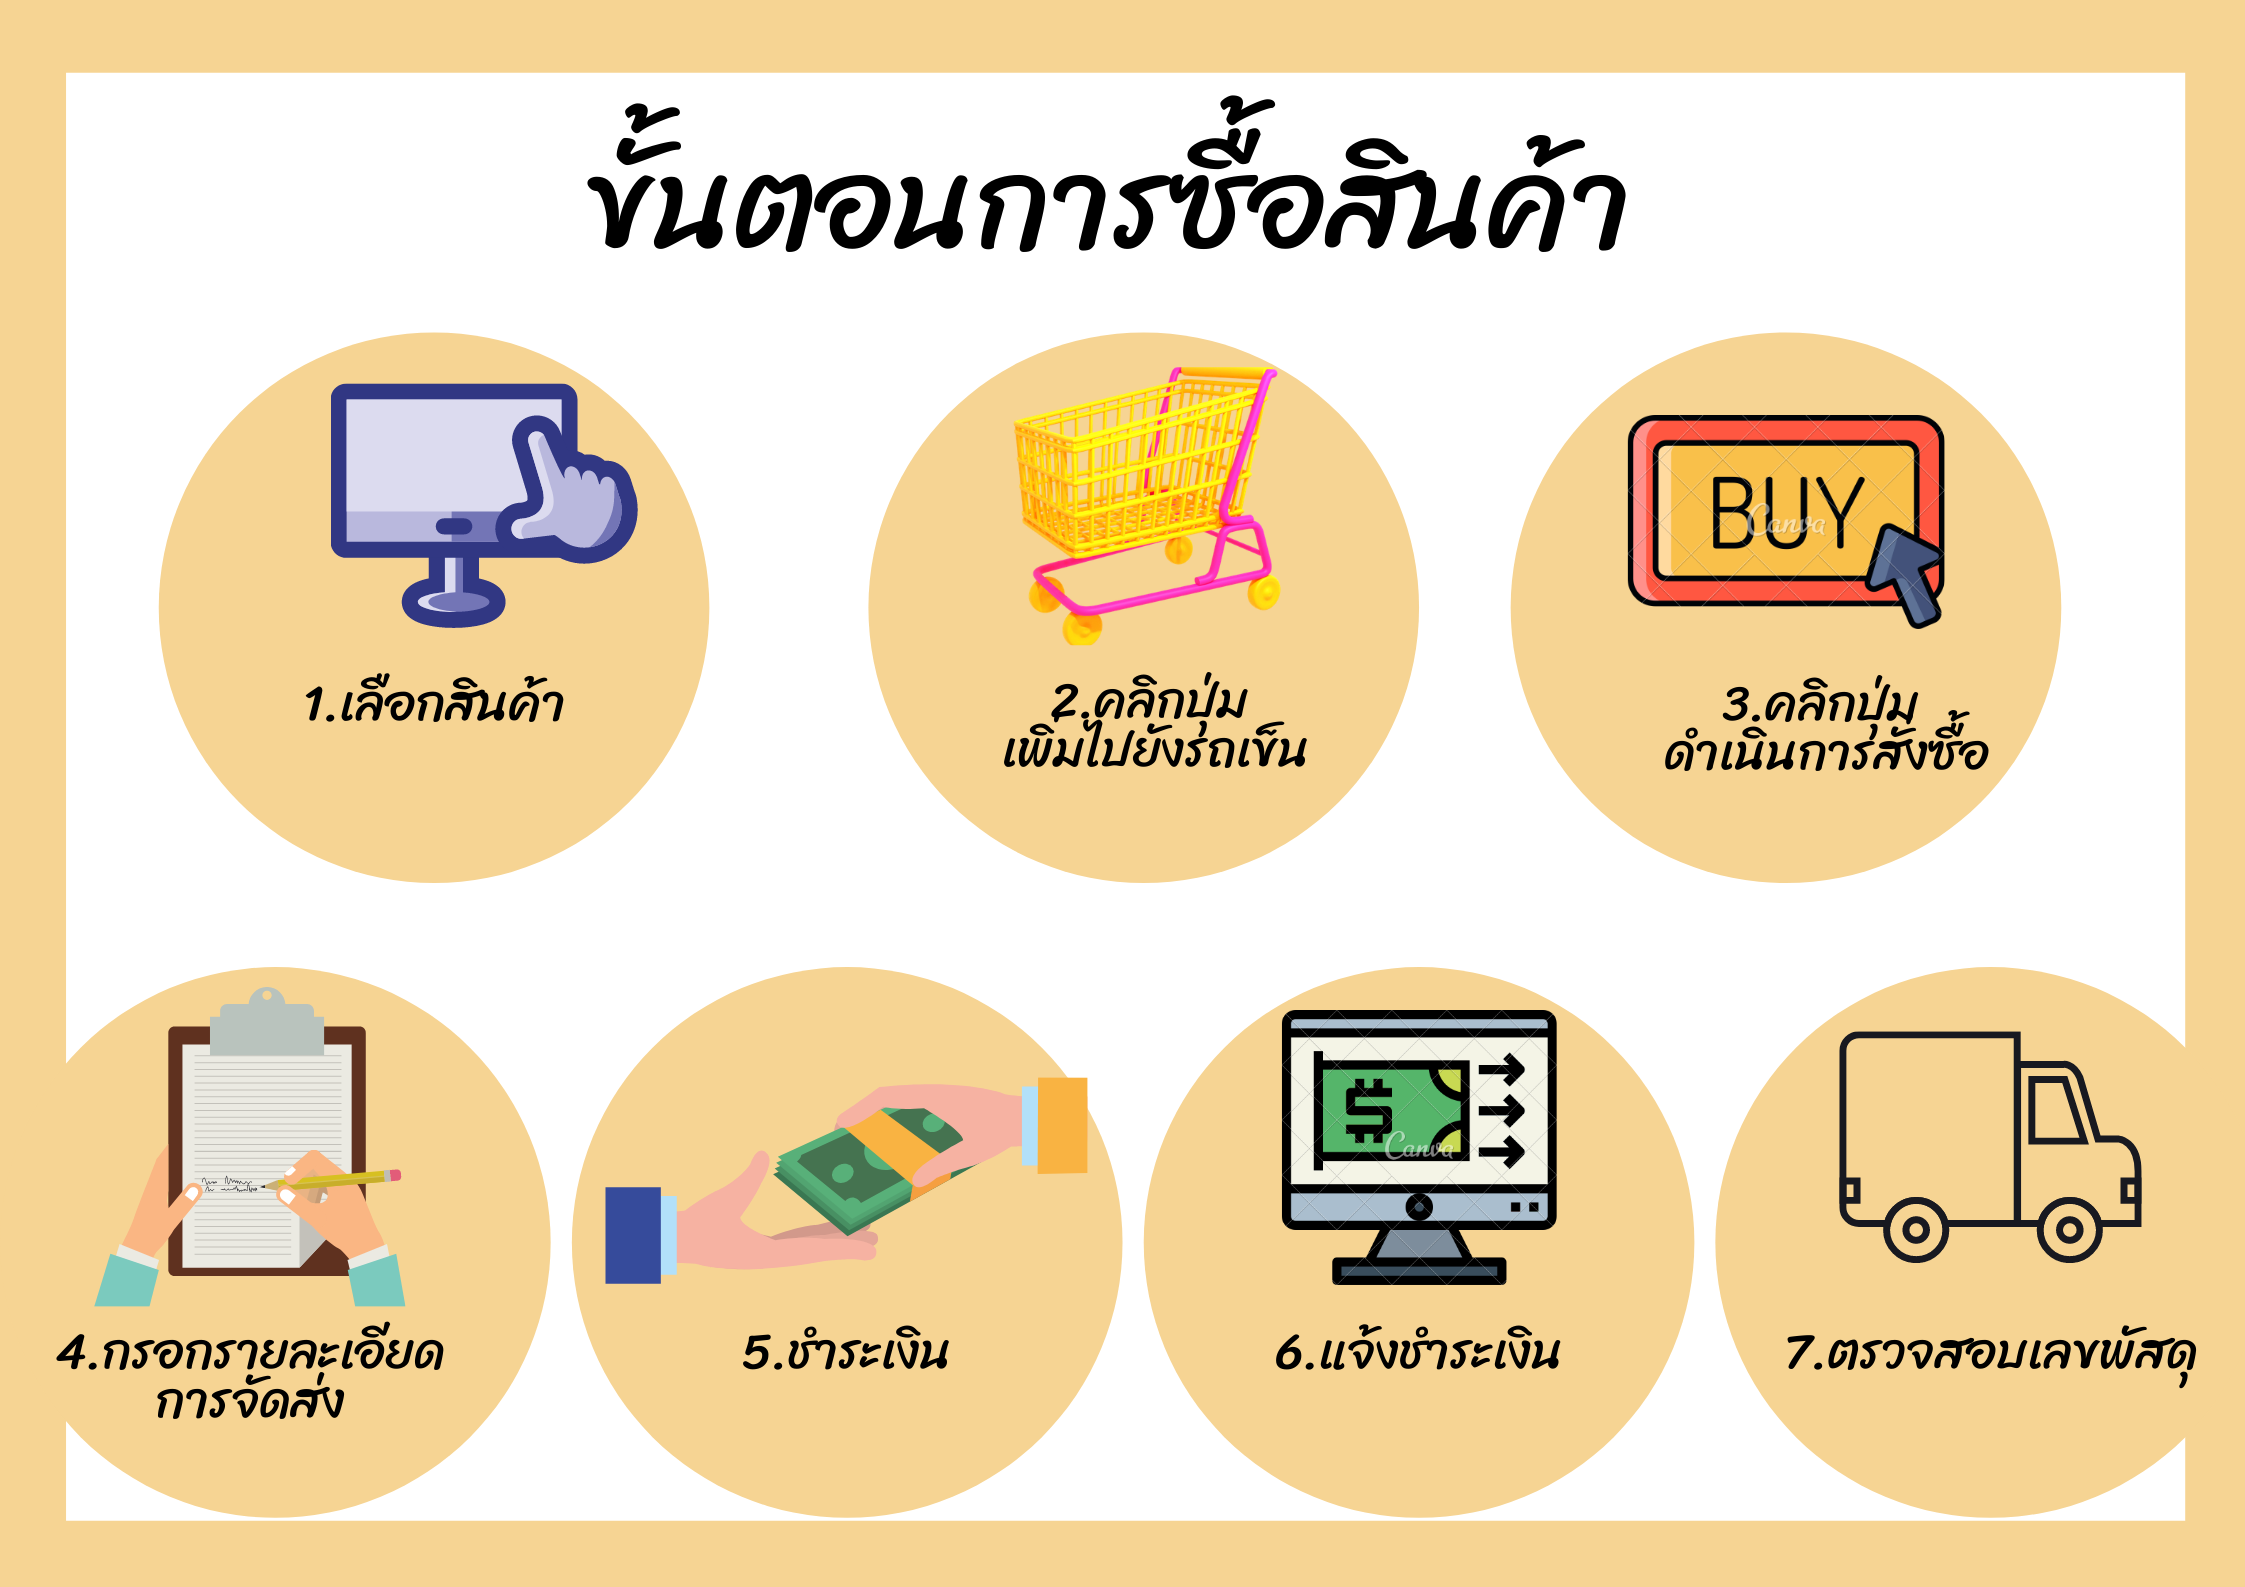 ขั้นตอนการซื้อสินค้า
BUY
Canva
1.เลือกสินค้า
2.คลิกปุ่ม
เพิ่มไปยังรถเข็น
3.คลิกปุ่ม
ดำเนินการสั่งซื้อ
Canva
4.กรอกรายละเอียด
การจัดส่ง
5.ชำระเงิน
6.แจ้งชำระเงิน
7.ตรวจสอบเลขพัสดุ